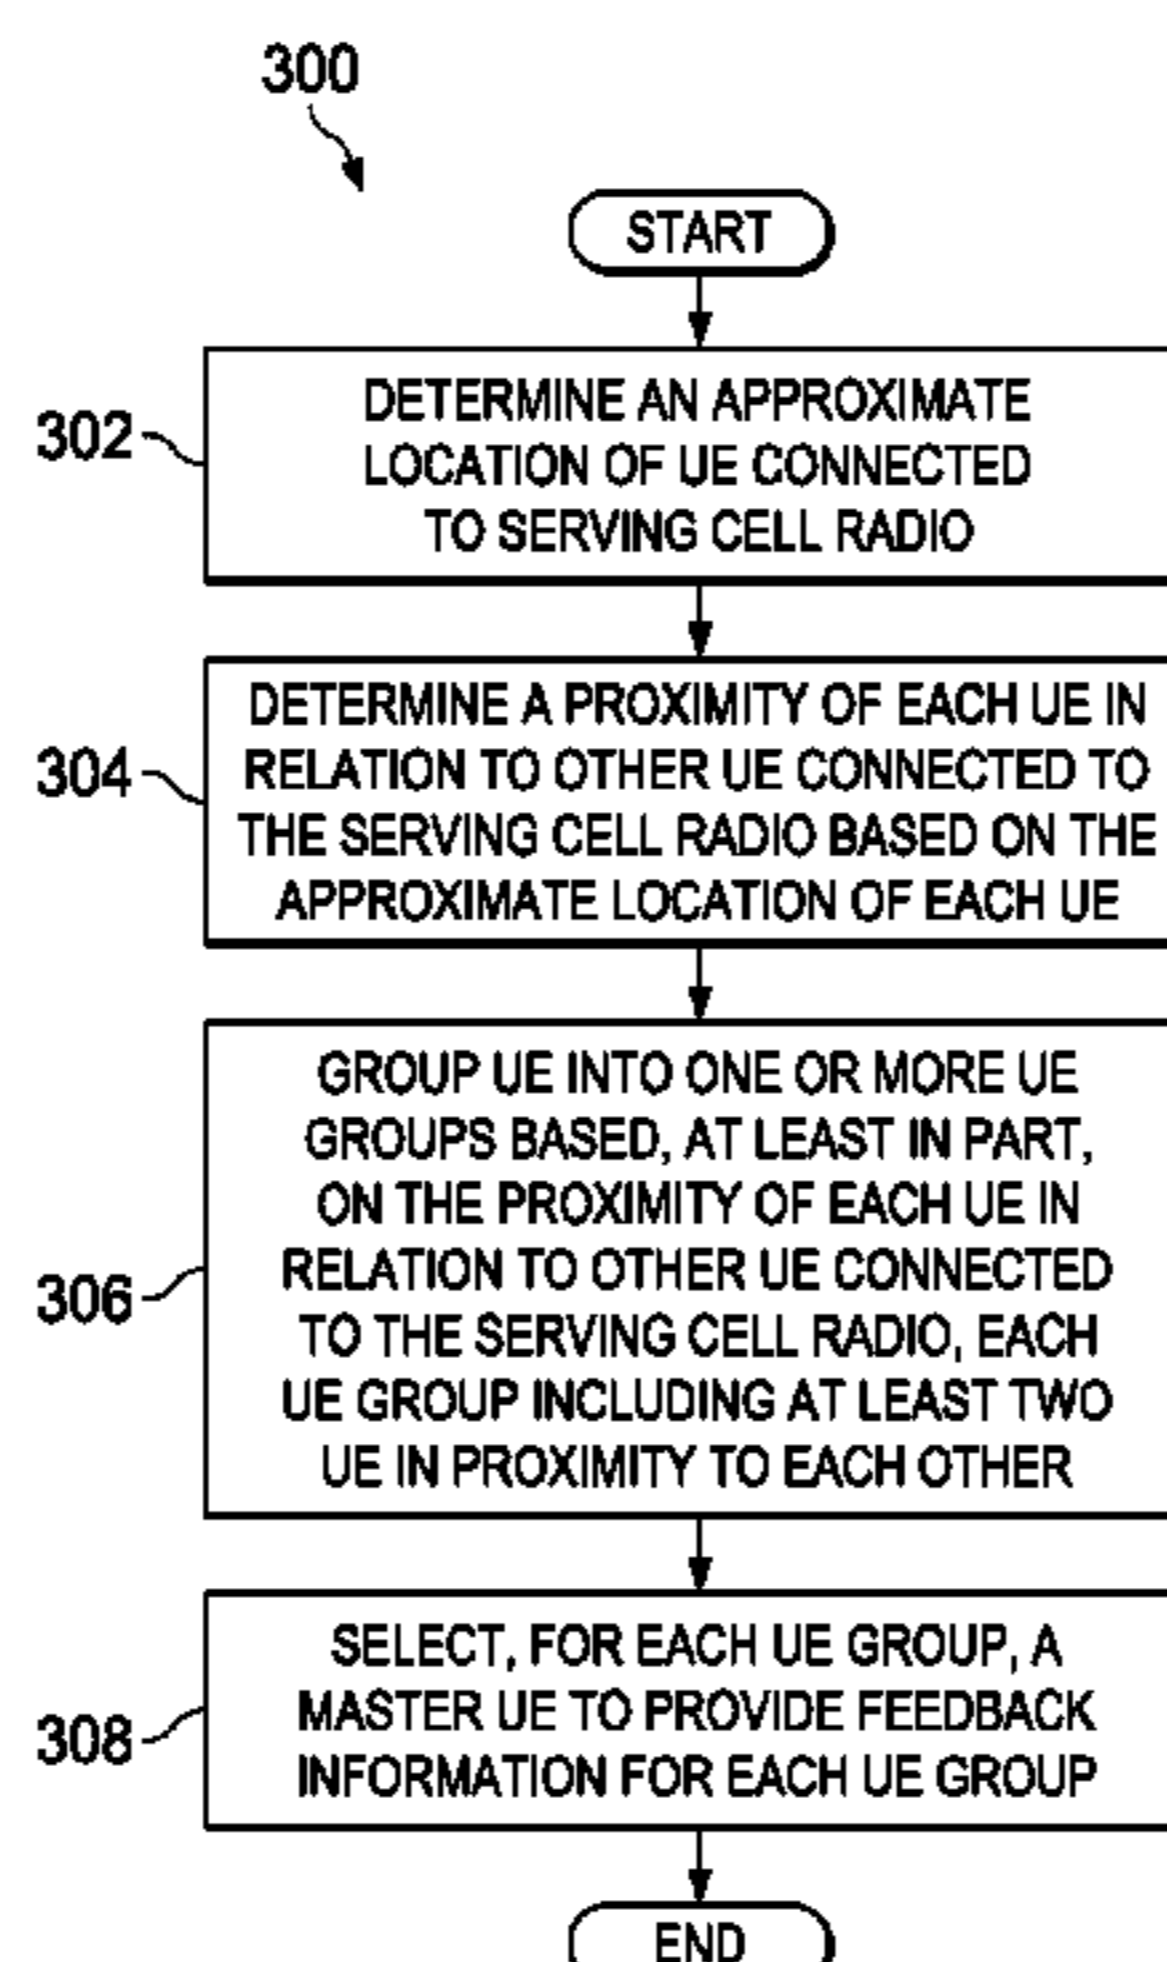 300
START
302
DETERMINE AN APPROXIMATE
LOCATION OF UE CONNECTED
TO SERVING CELL RADIO
304
DETERMINE A PROXIMITY OF EACH UE IN
RELATION TO OTHER UE CONNECTED TO
THE SERVING CELL RADIO BASED ON THE
APPROXIMATE LOCATION OF EACH UE
306
GROUP UE INTO ONE OR MORE UE
GROUPS BASED, AT LEAST IN PART,
ON THE PROXIMITY OF EACH UE IN
RELATION TO OTHER UE CONNECTED
TO THE SERVING CELL RADIO, EACH
UE GROUP INCLUDING AT LEAST TWO
UE IN PROXIMITY TO EACH OTHER
308
SELECT, FOR EACH UE GROUP, A
MASTER UE TO PROVIDE FEEDBACK
INFORMATION FOR EACH UE GROUP
END